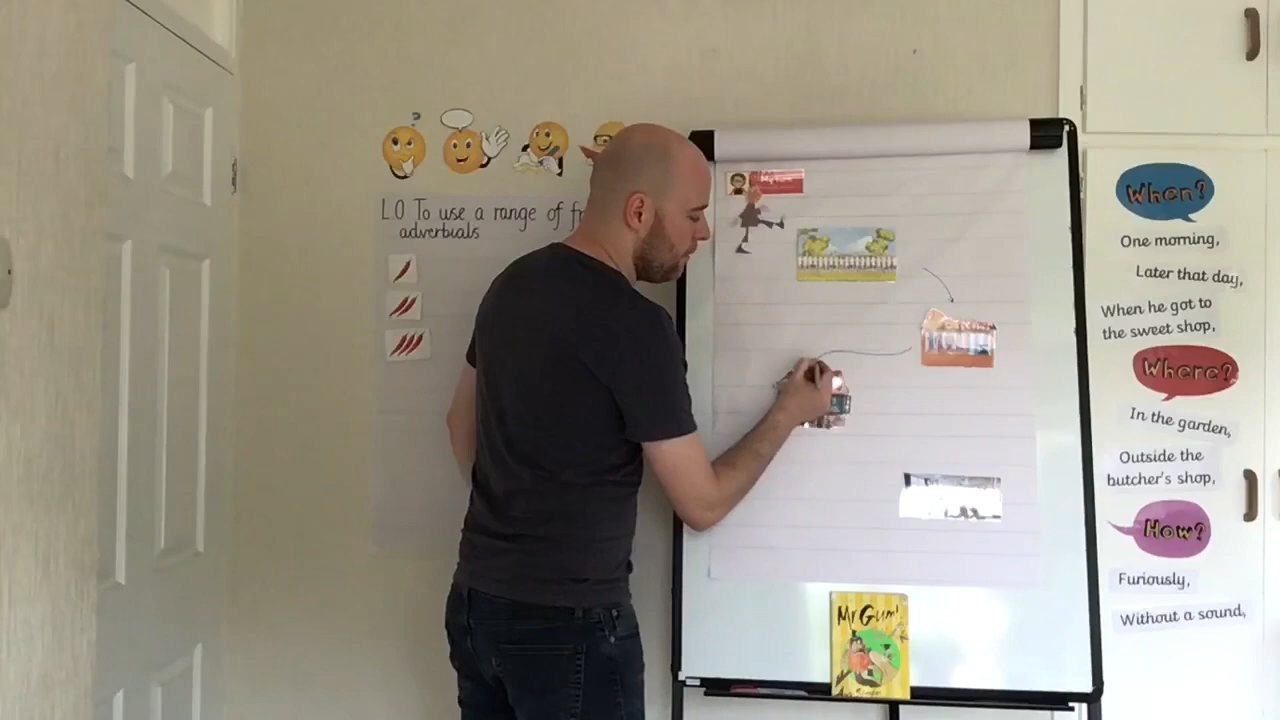 ?
L.O To use a range of
adverbials
Mr Gum!
When?
One morning,
Later that day,
When he got to
the sweet shop,
Where?
In the garden,
Outside the
butcher's shop,
How?
Furiously,
Without a sound,